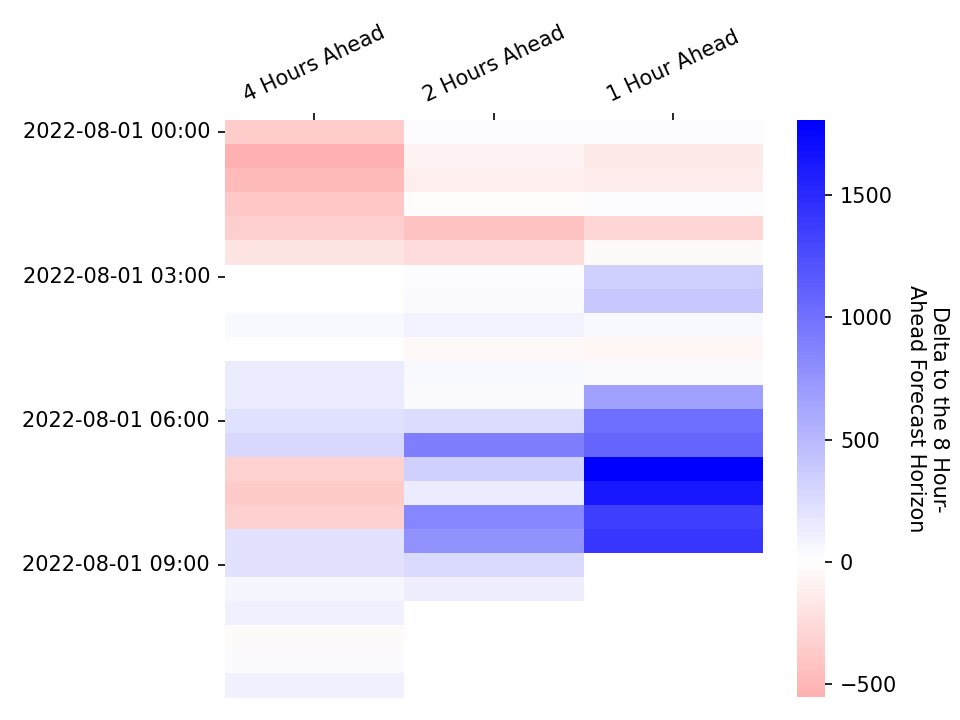 4 Hours Ahead
2 Hours Ahead
1 Hour Ahead
2022-08-01 00:00
2022-08-01 03:00
2022-08-01 06:00
2022-08-01 09:00
1500
1000
500
0
−500
Delta to the 8 Hour-
Ahead Forecast Horizon